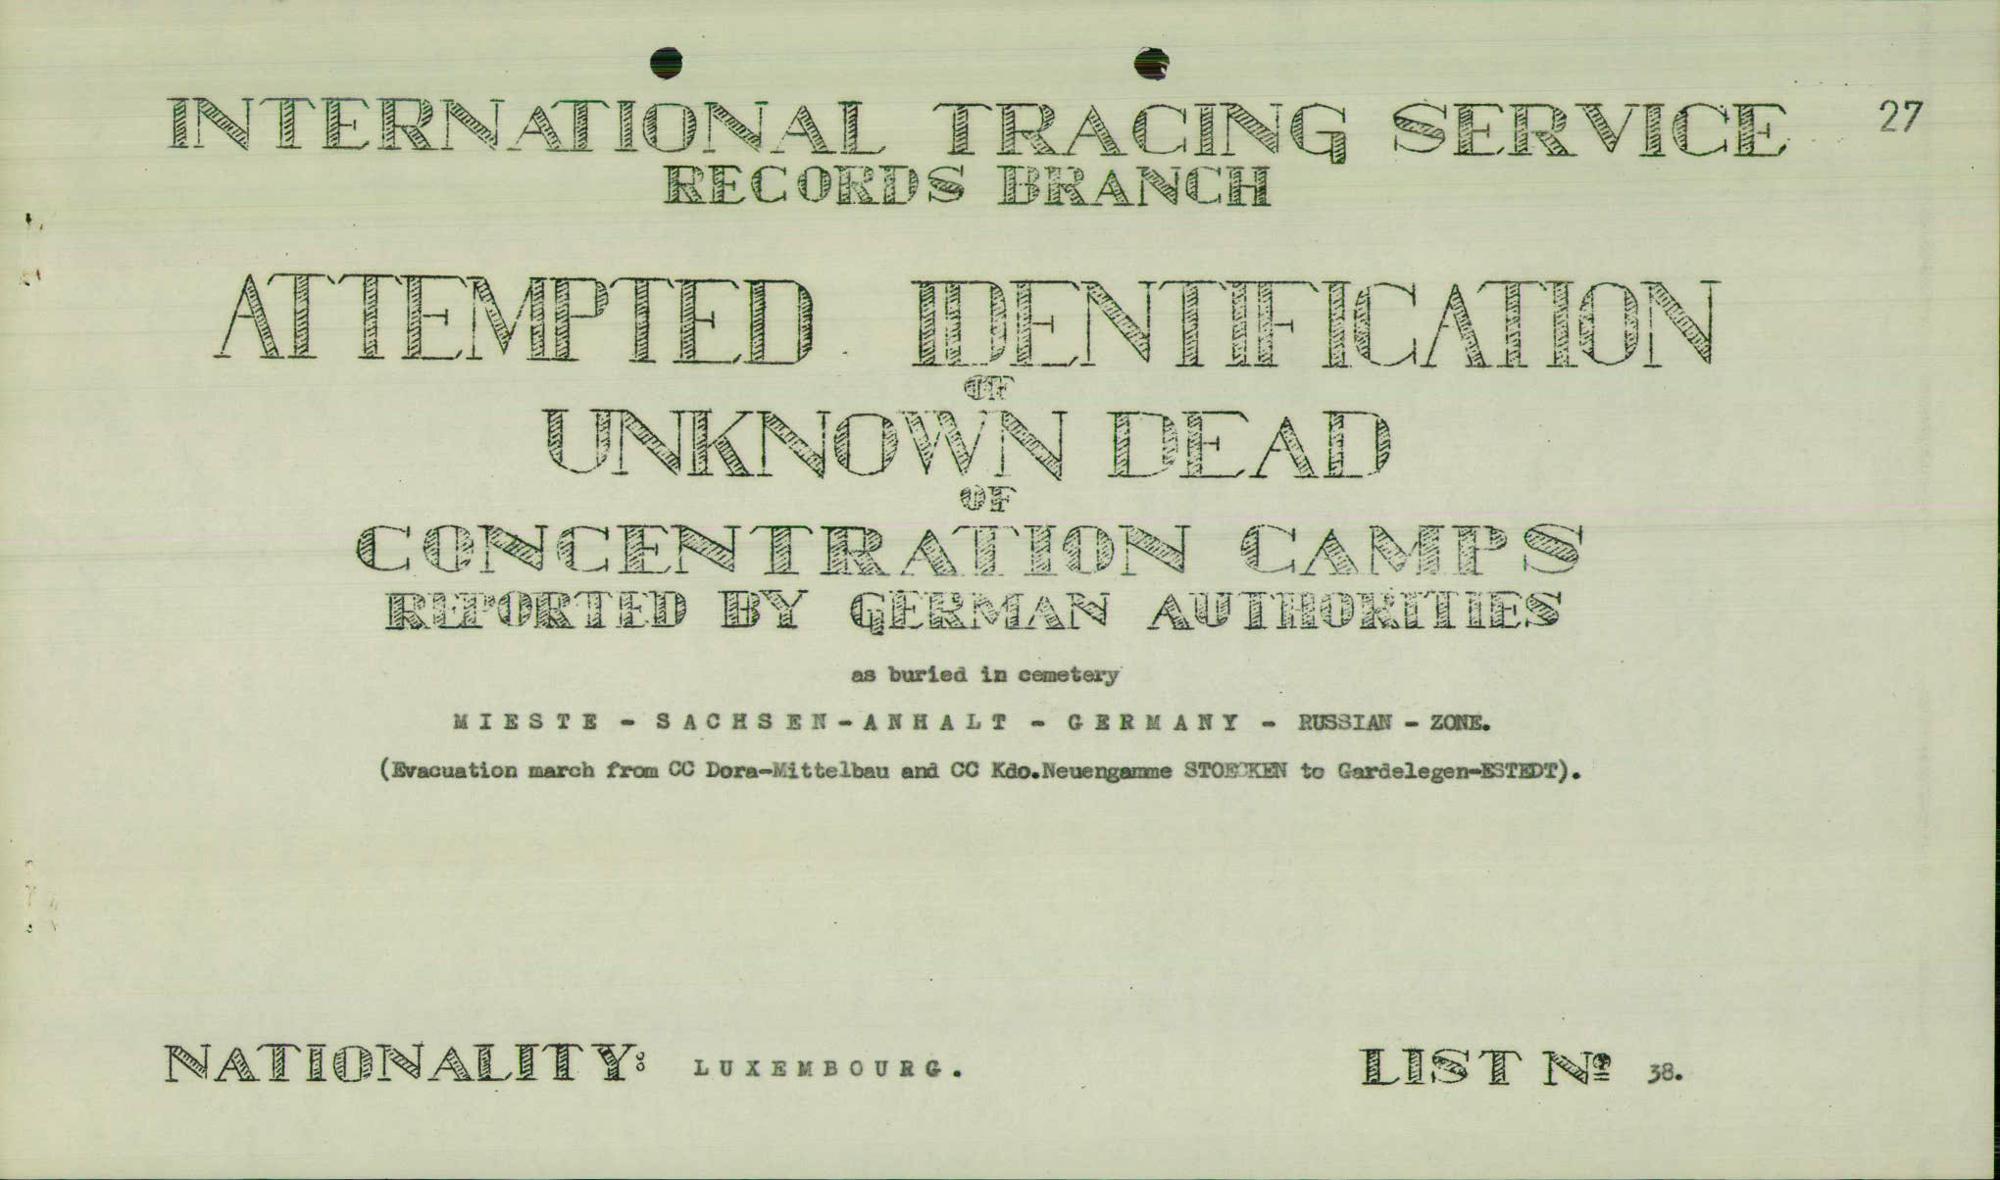 INTERNATIONAL TRACING SERVICE 27
RECORDS BRANCH
ATTEMPTED IDENTIFICATION
OF
UNKNOWN DEAD
OF
CONCENTRATION CAMPS
REPORTED BY GERMAN AUTHORITIES
as buried in cemetery
MIESTE - SACHSEN-ANHALT - GERMANY - RUSSIAN - ZONE.
(Evacuation march from CC Dora-Mittelbau and CC Kdo.Neuengamme STOECKEN to Gardelegen-ESTEDT).
NATIONALITY: LUXEMBOURG. LIST Nº 38.